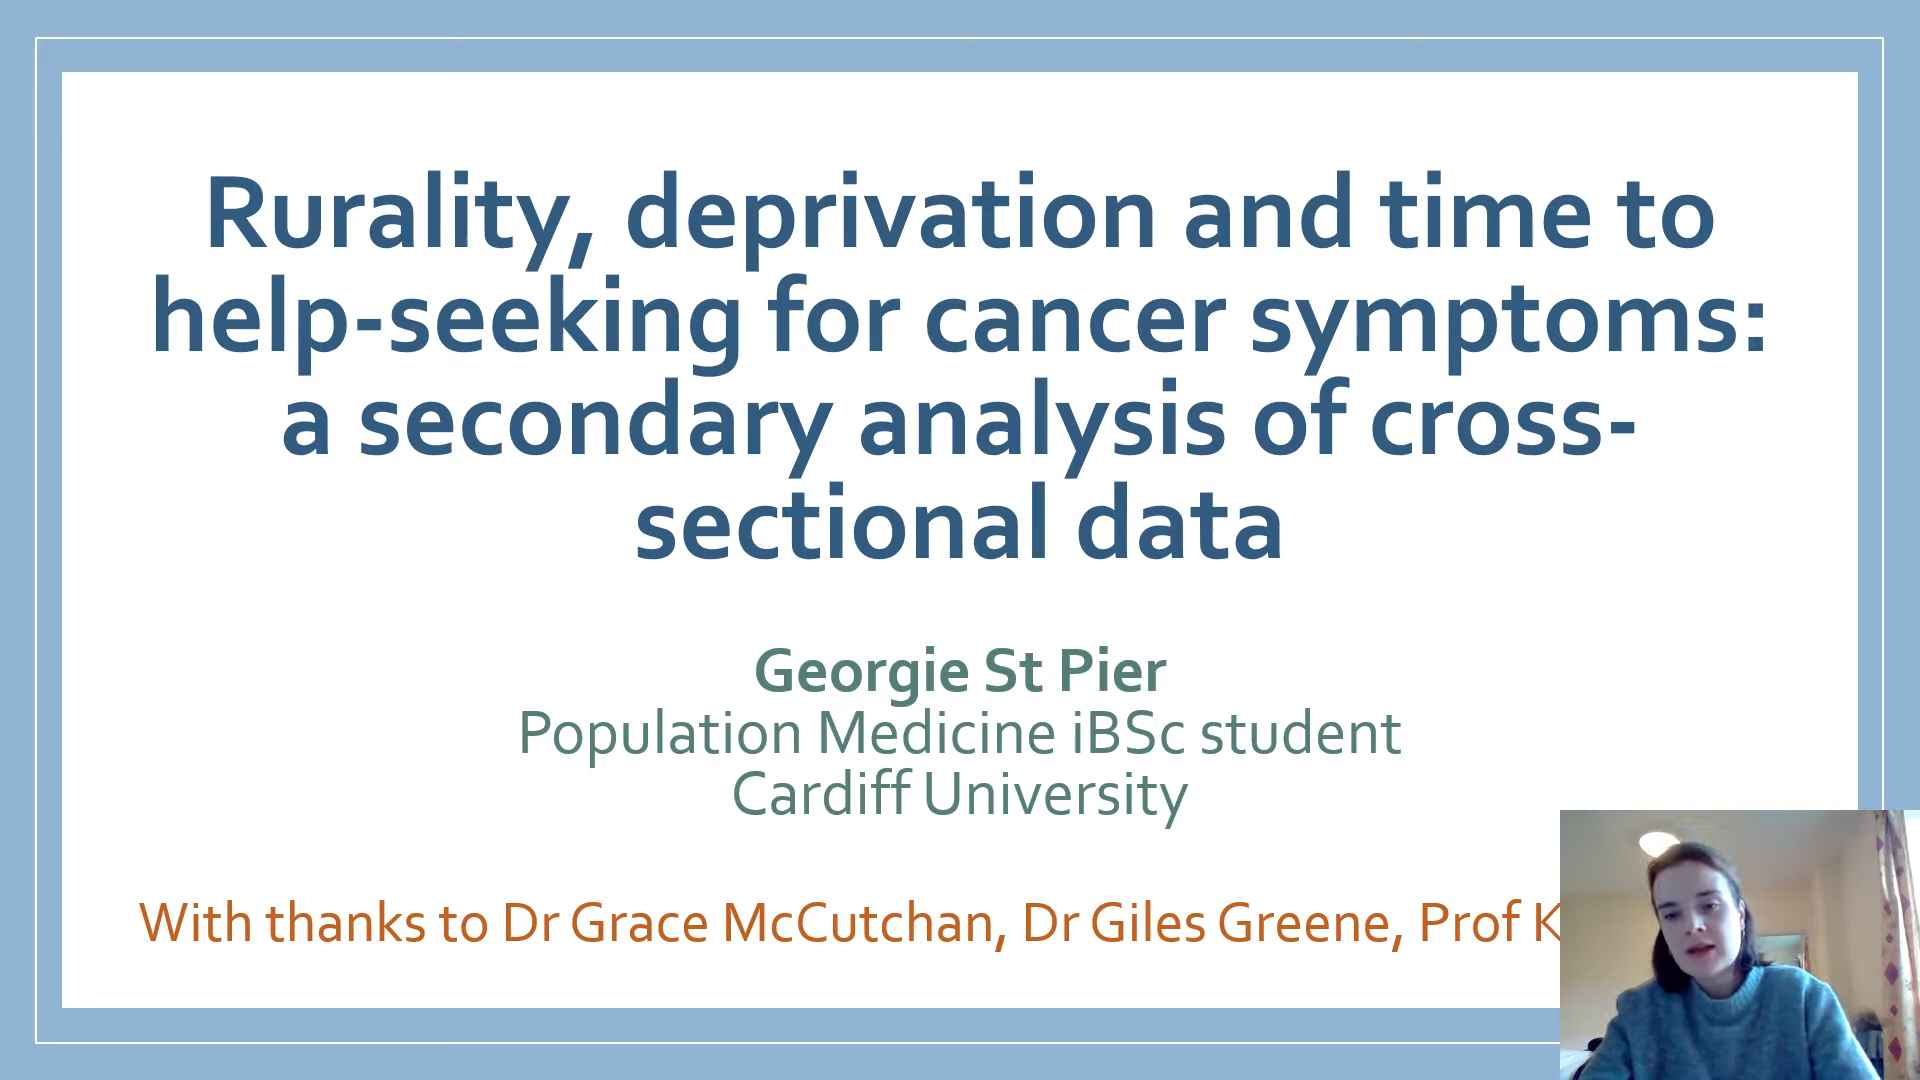 Rurality, deprivation and time to
help-seeking for cancer symptoms:
a secondary analysis of cross-
sectional data
Georgie St Pier
Population Medicine iBSc student
Cardiff University
With thanks to Dr Grace McCutchan, Dr Giles Greene, Prof K